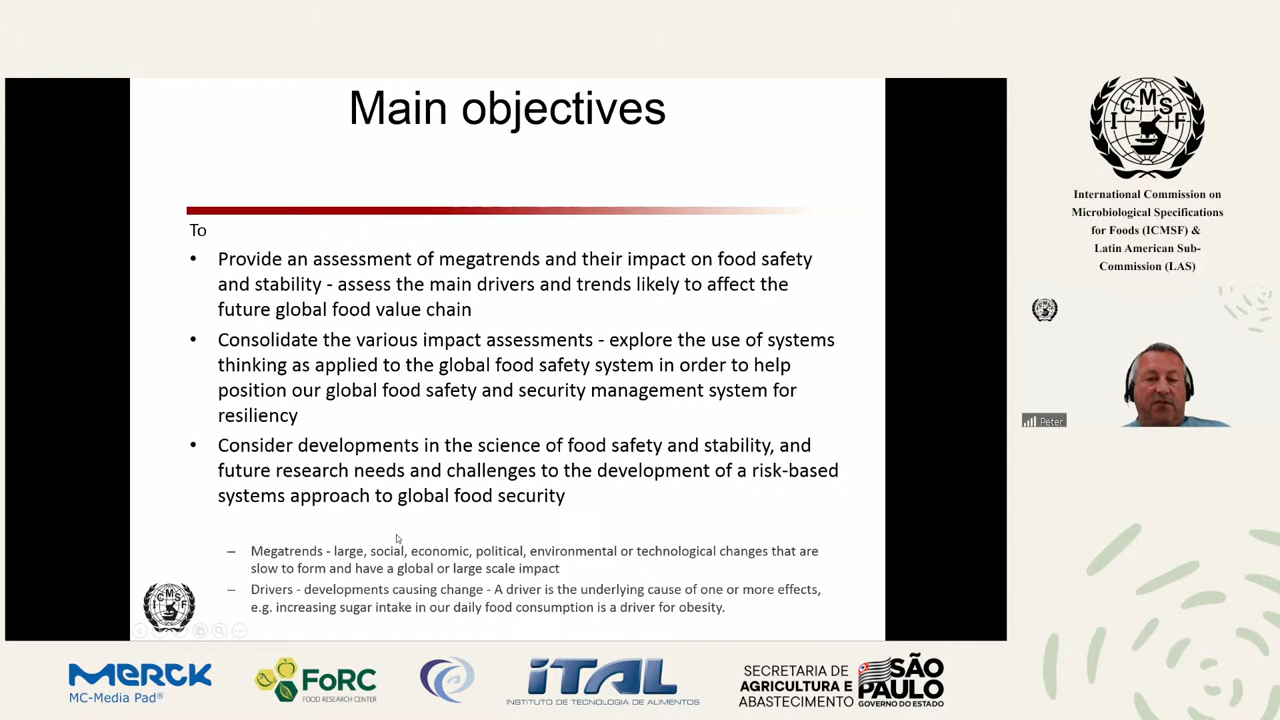 Main objectives
To
• Provide an assessment of megatrends and their impact on food safety
and stability - assess the main drivers and trends likely to affect the
future global food value chain
• Consolidate the various impact assessments - explore the use of systems
thinking as applied to the global food safety system in order to help
position our global food safety and security management system for
resiliency
• Consider developments in the science of food safety and stability, and
future research needs and challenges to the development of a risk-based
systems approach to global food security
– Megatrends - large, social, economic, political, environmental or technological changes that are
slow to form and have a global or large scale impact
– Drivers - developments causing change - A driver is the underlying cause of one or more effects,
e.g. increasing sugar intake in our daily food consumption is a driver for obesity.
ICMSF
ICMSF
International Commission on
Microbiological Specifications
for Foods (ICMSF) &
Latin American Sub-
Commission (LAS)
Peter
MERCK
MC-Media Pad®
FoRC
FOOD RESEARCH CENTER
iTAL
INSTITUTO DE TECNOLOGIA DE ALIMENTOS
SECRETARIA DE
AGRICULTURA E
ABASTECIMENTO
SÃO
PAULO
GOVERNO DO ESTADO